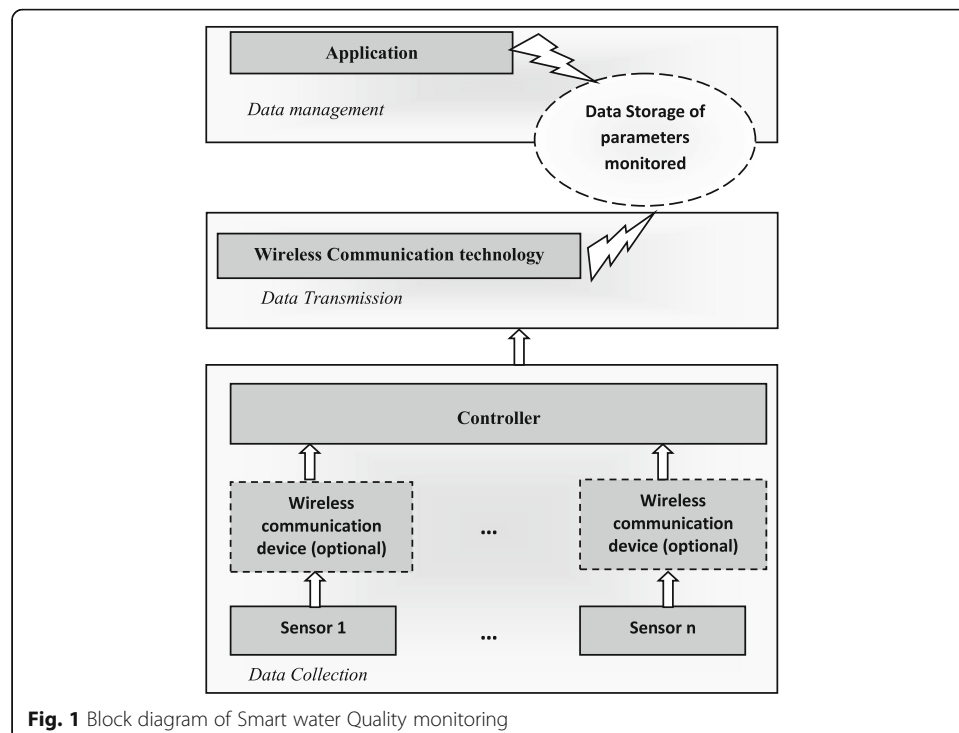 Application
Data management
Data Storage of
parameters
monitored
Wireless Communication technology
Data Transmission
Controller
Wireless
communication
device (optional)
...
Wireless
communication
device (optional)
Sensor 1
...
Sensor n
Data Collection
Fig. 1 Block diagram of Smart water Quality monitoring